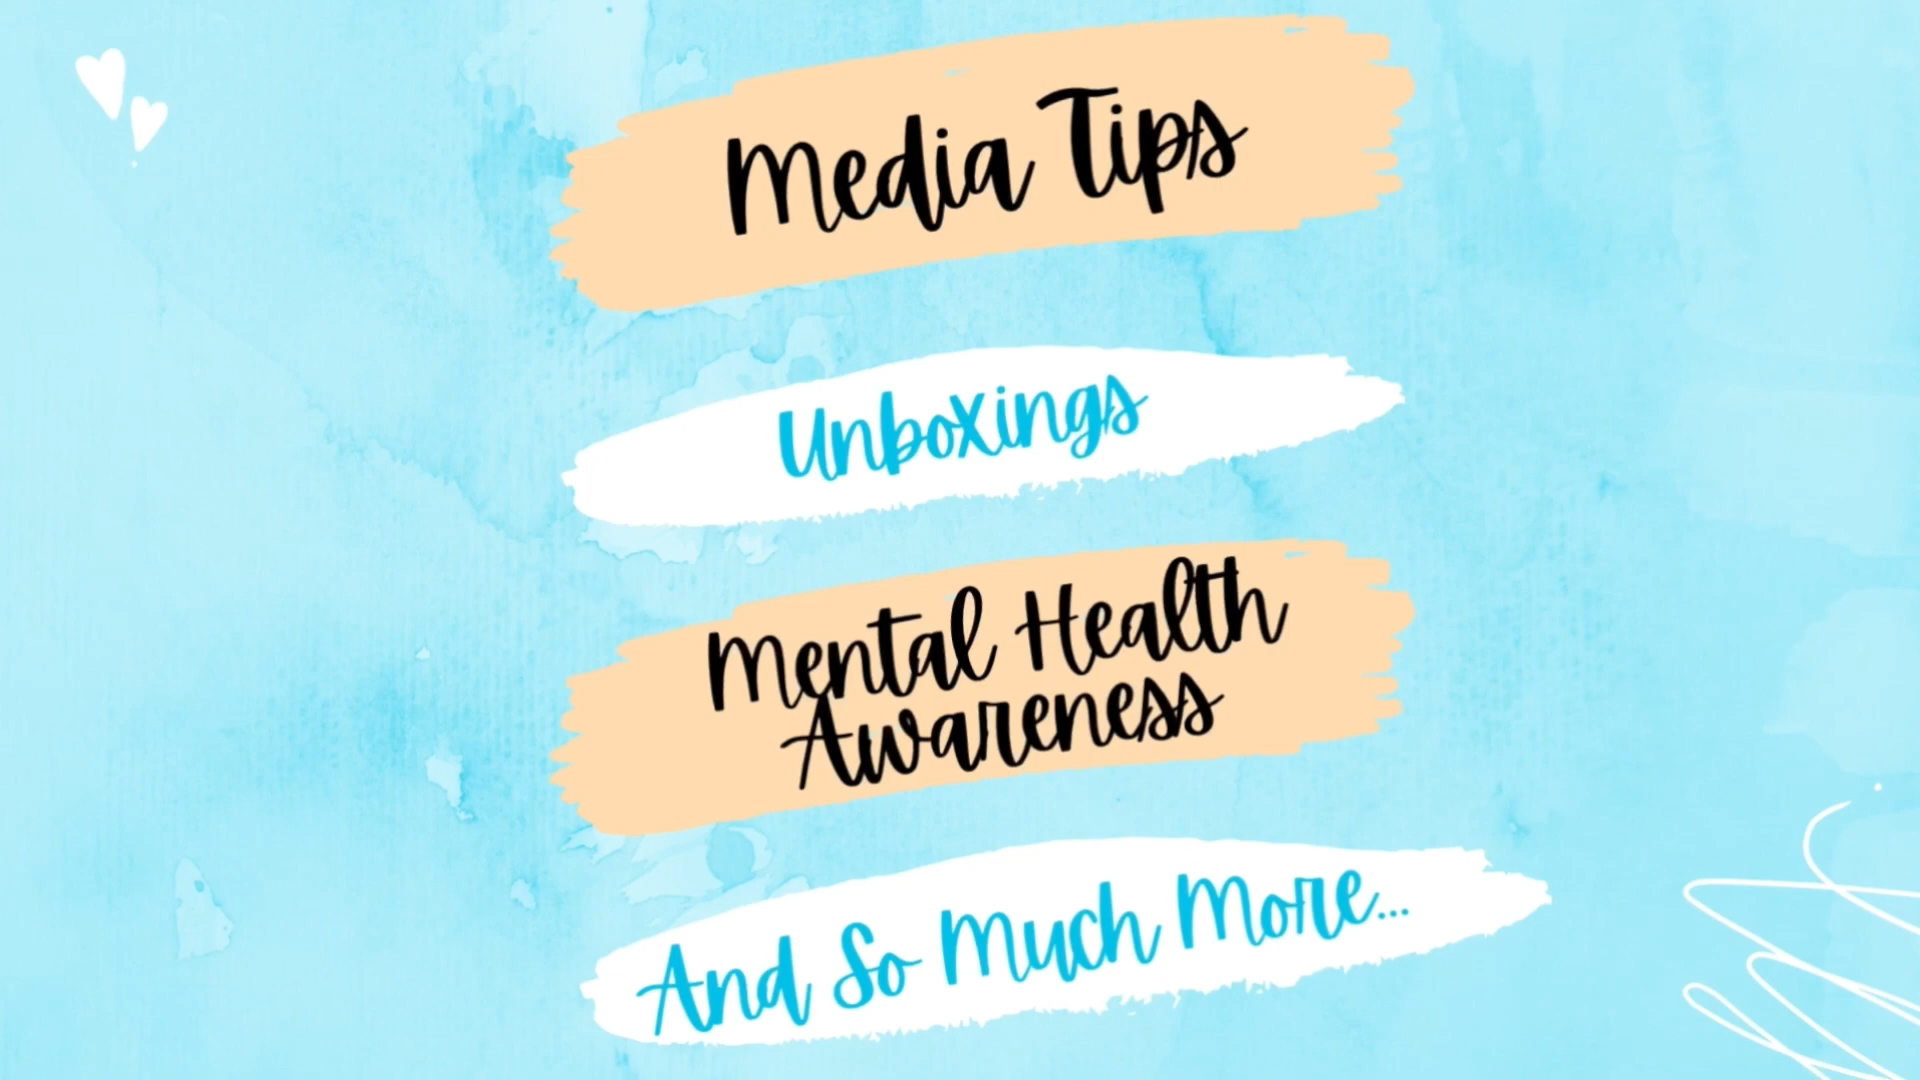 Media Tips
Unboxings
Mental Health
Awareness
And So Much More...